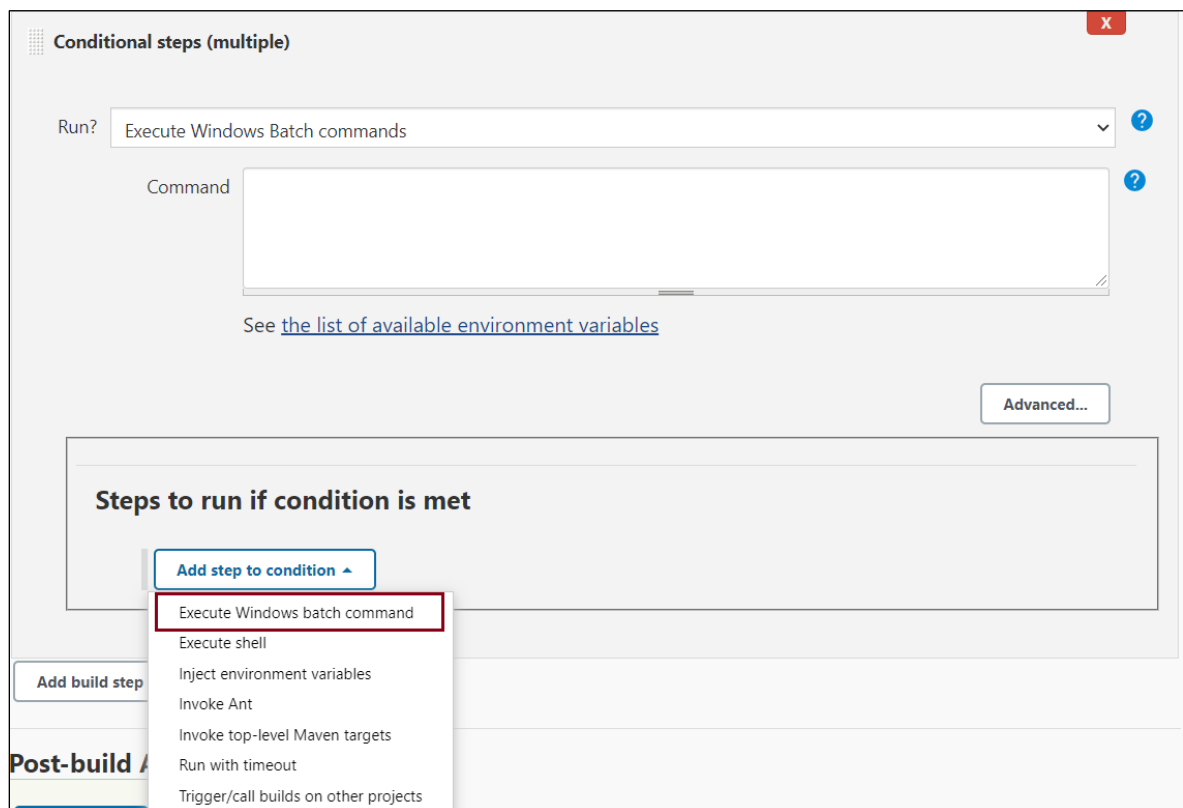 Conditional steps (multiple)
X
Run?
Execute Windows Batch commands
?
Command
?
See the list of available environment variables
Advanced...
Steps to run if condition is met
Add step to condition
Execute Windows batch command
Execute shell
Add build step
Inject environment variables
Invoke Ant
Invoke top-level Maven targets
Post-build
Run with timeout
Trigger/call builds on other projects